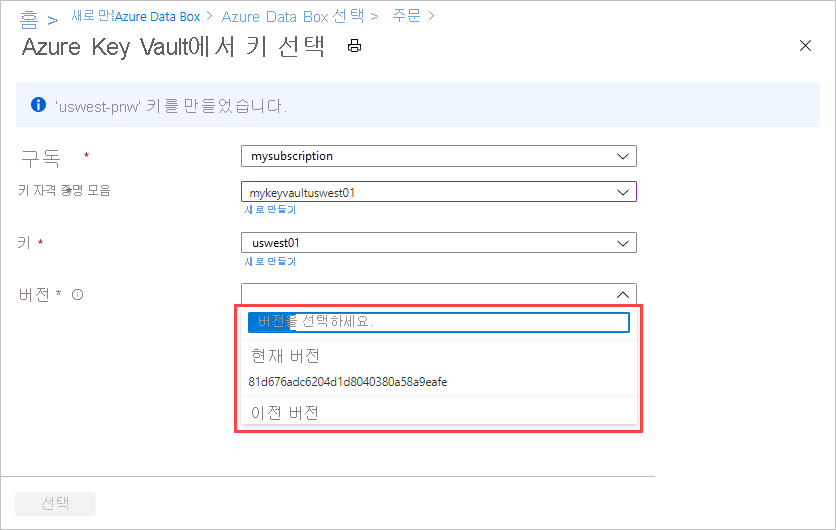 홈 > 새로 만들Azure Data Box > Azure Data Box 선택 > 주문 >
Azure Key Vault에서 키 선택
'uswest-pnw' 키를 만들었습니다.
구독 *
mysubscription
키 자격 증명 모음 *
mykeyvaultuswest01
새로 만들기
키 *
uswest01
새로 만들기
버전 *
버전을 선택하세요.
현재 버전
81d676adc6204d1d8040380a58a9eafe
이전 버전
선택